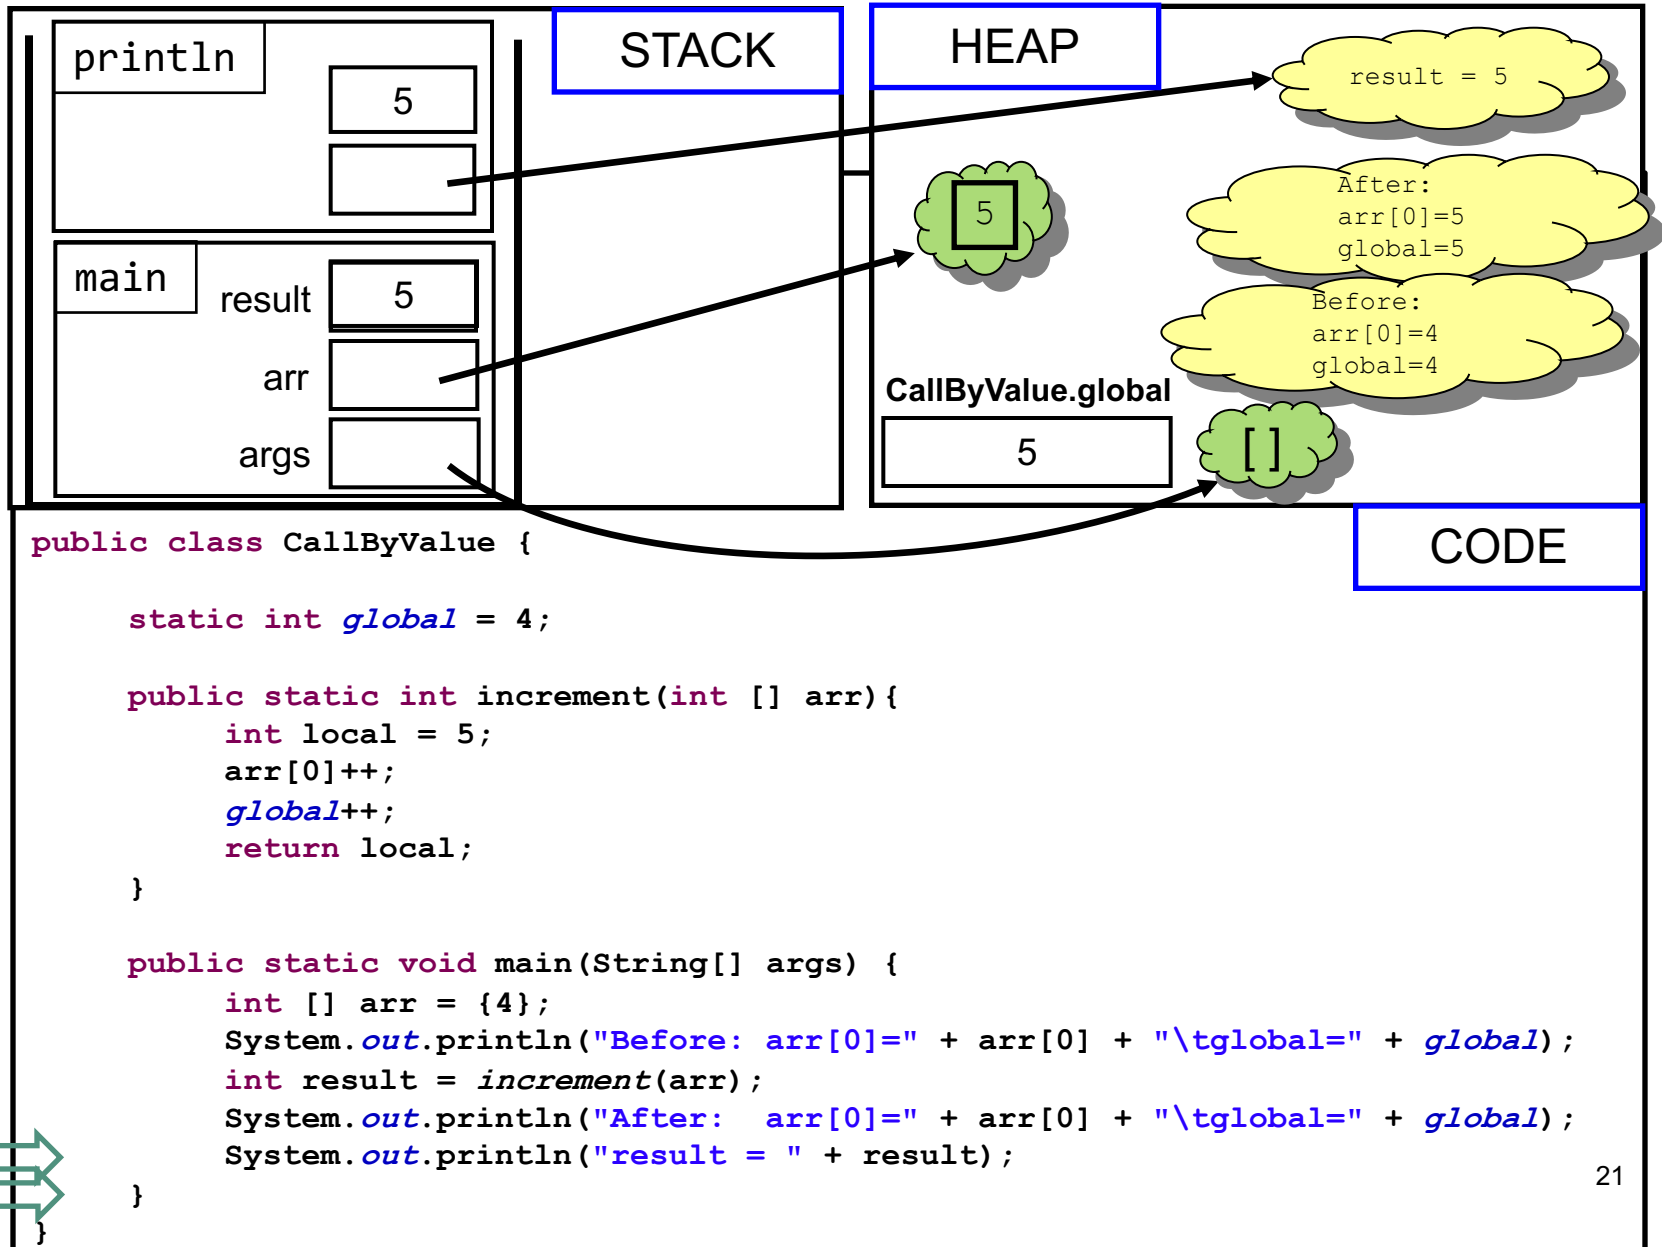 println
5
STACK
main
result
5
arr
args
HEAP
result = 5
5
After:
arr[0]=5
global=5
Before:
arr[0]=4
global=4
CallByValue.global
5
[]
CODE
public class CallByValue {
static int global = 4;
public static int increment(int [] arr){
int local = 5;
arr[0]++;
global++;
return local;
}
public static void main(String[] args) {
int [] arr = {4};
System.out.println("Before: arr[0]=" + arr[0] + "\tglobal=" + global);
int result = increment(arr);
System.out.println("After:  arr[0]=" + arr[0] + "\tglobal=" + global);
System.out.println("result = " + result);
}
}
21